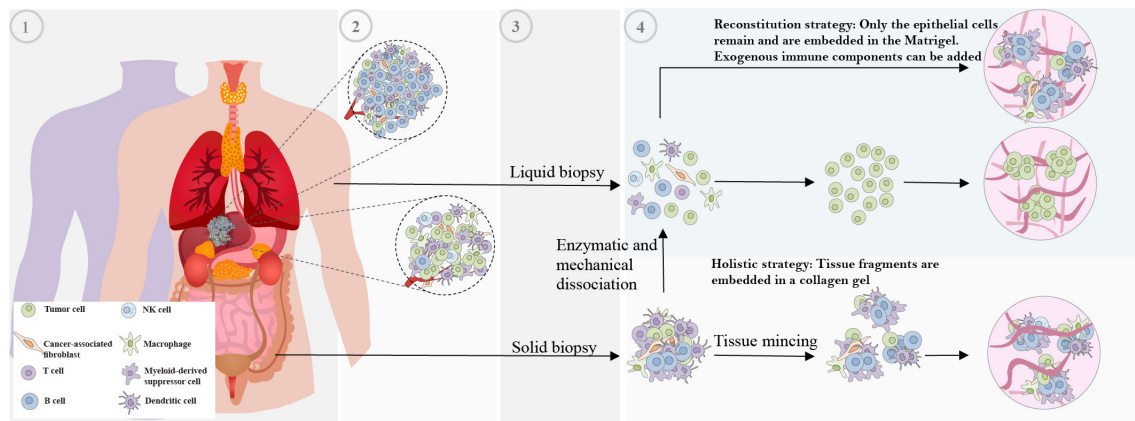 1
2
3
4
Reconstitution strategy: Only the epithelial cells
remain and are embedded in the Matrigel.
Exogenous immune components can be added
Liquid biopsy
Enzymatic and
mechanical
dissociation
Holistic strategy: Tissue fragments are
embedded in a collagen gel
Solid biopsy
Tissue mincing
Tumor cell
NK cell
Cancer-associated
fibroblast
Macrophage
T cell
Myeloid-derived
suppressor cell
B cell
Dendritic cell